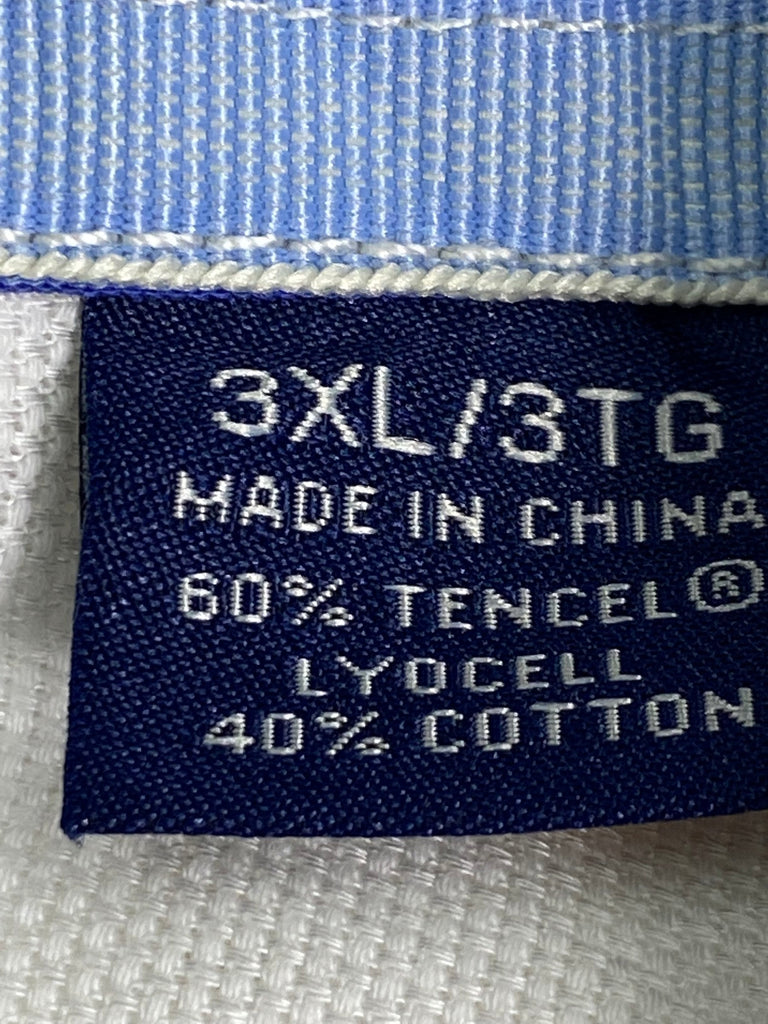 3XL/3TG
MADE IN CHINA
60% TENCEL®
LYOCELL
40% COTTON